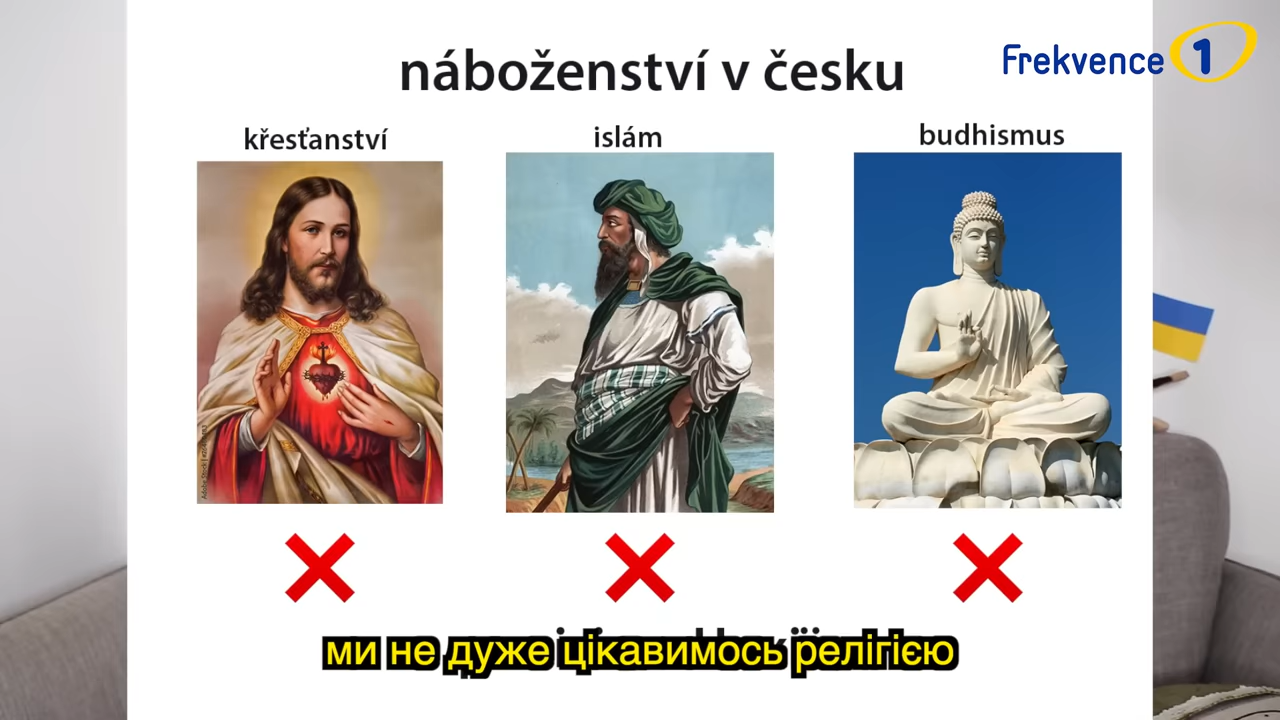 náboženství v česku
Frekvence 1
křesťanství
islám
budhismus
ми не дуже цікавимось релігією